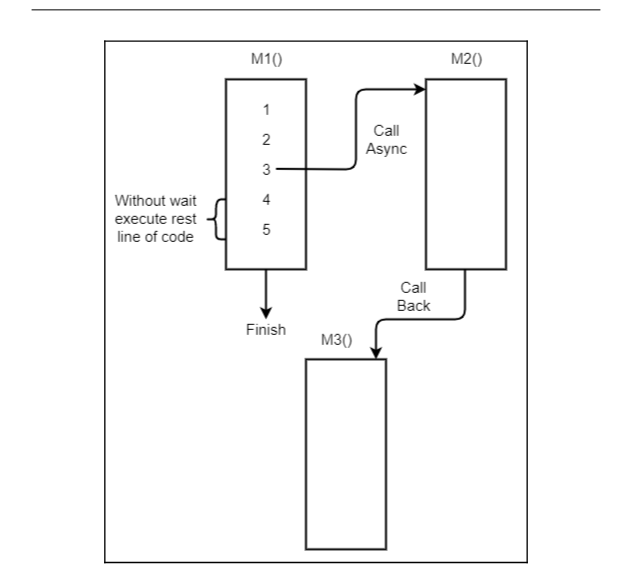 M1()
M2()
1
2
3
4
5
Call
Async
Without wait
execute rest
line of code
Finish
Call
Back
M3()